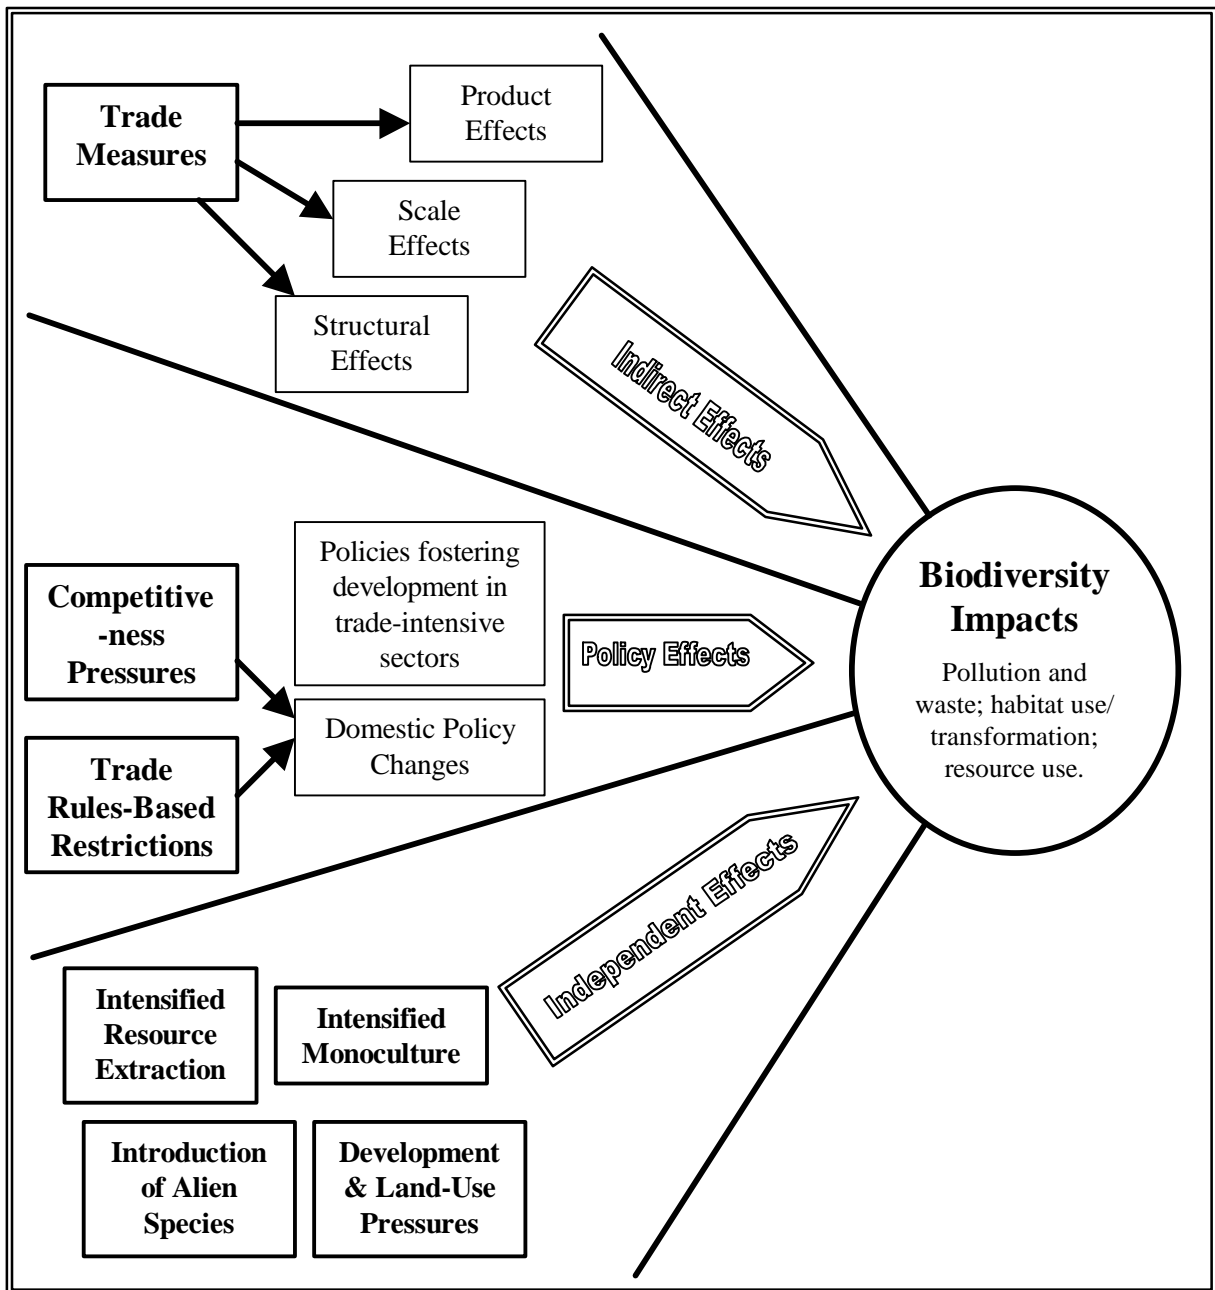 Trade
Measures
Product
Effects
Scale
Effects
Structural
Effects
Indirect Effects
Policies fostering
development in
trade-intensive
sectors
Competitive
-ness
Pressures
Domestic Policy
Changes
Trade
Rules-Based
Restrictions
Policy Effects
Biodiversity
Impacts
Pollution and
waste; habitat use/
transformation;
resource use.
Independent Effects
Intensified
Resource
Extraction
Intensified
Monoculture
Introduction
of Alien
Species
Development
& Land-Use
Pressures